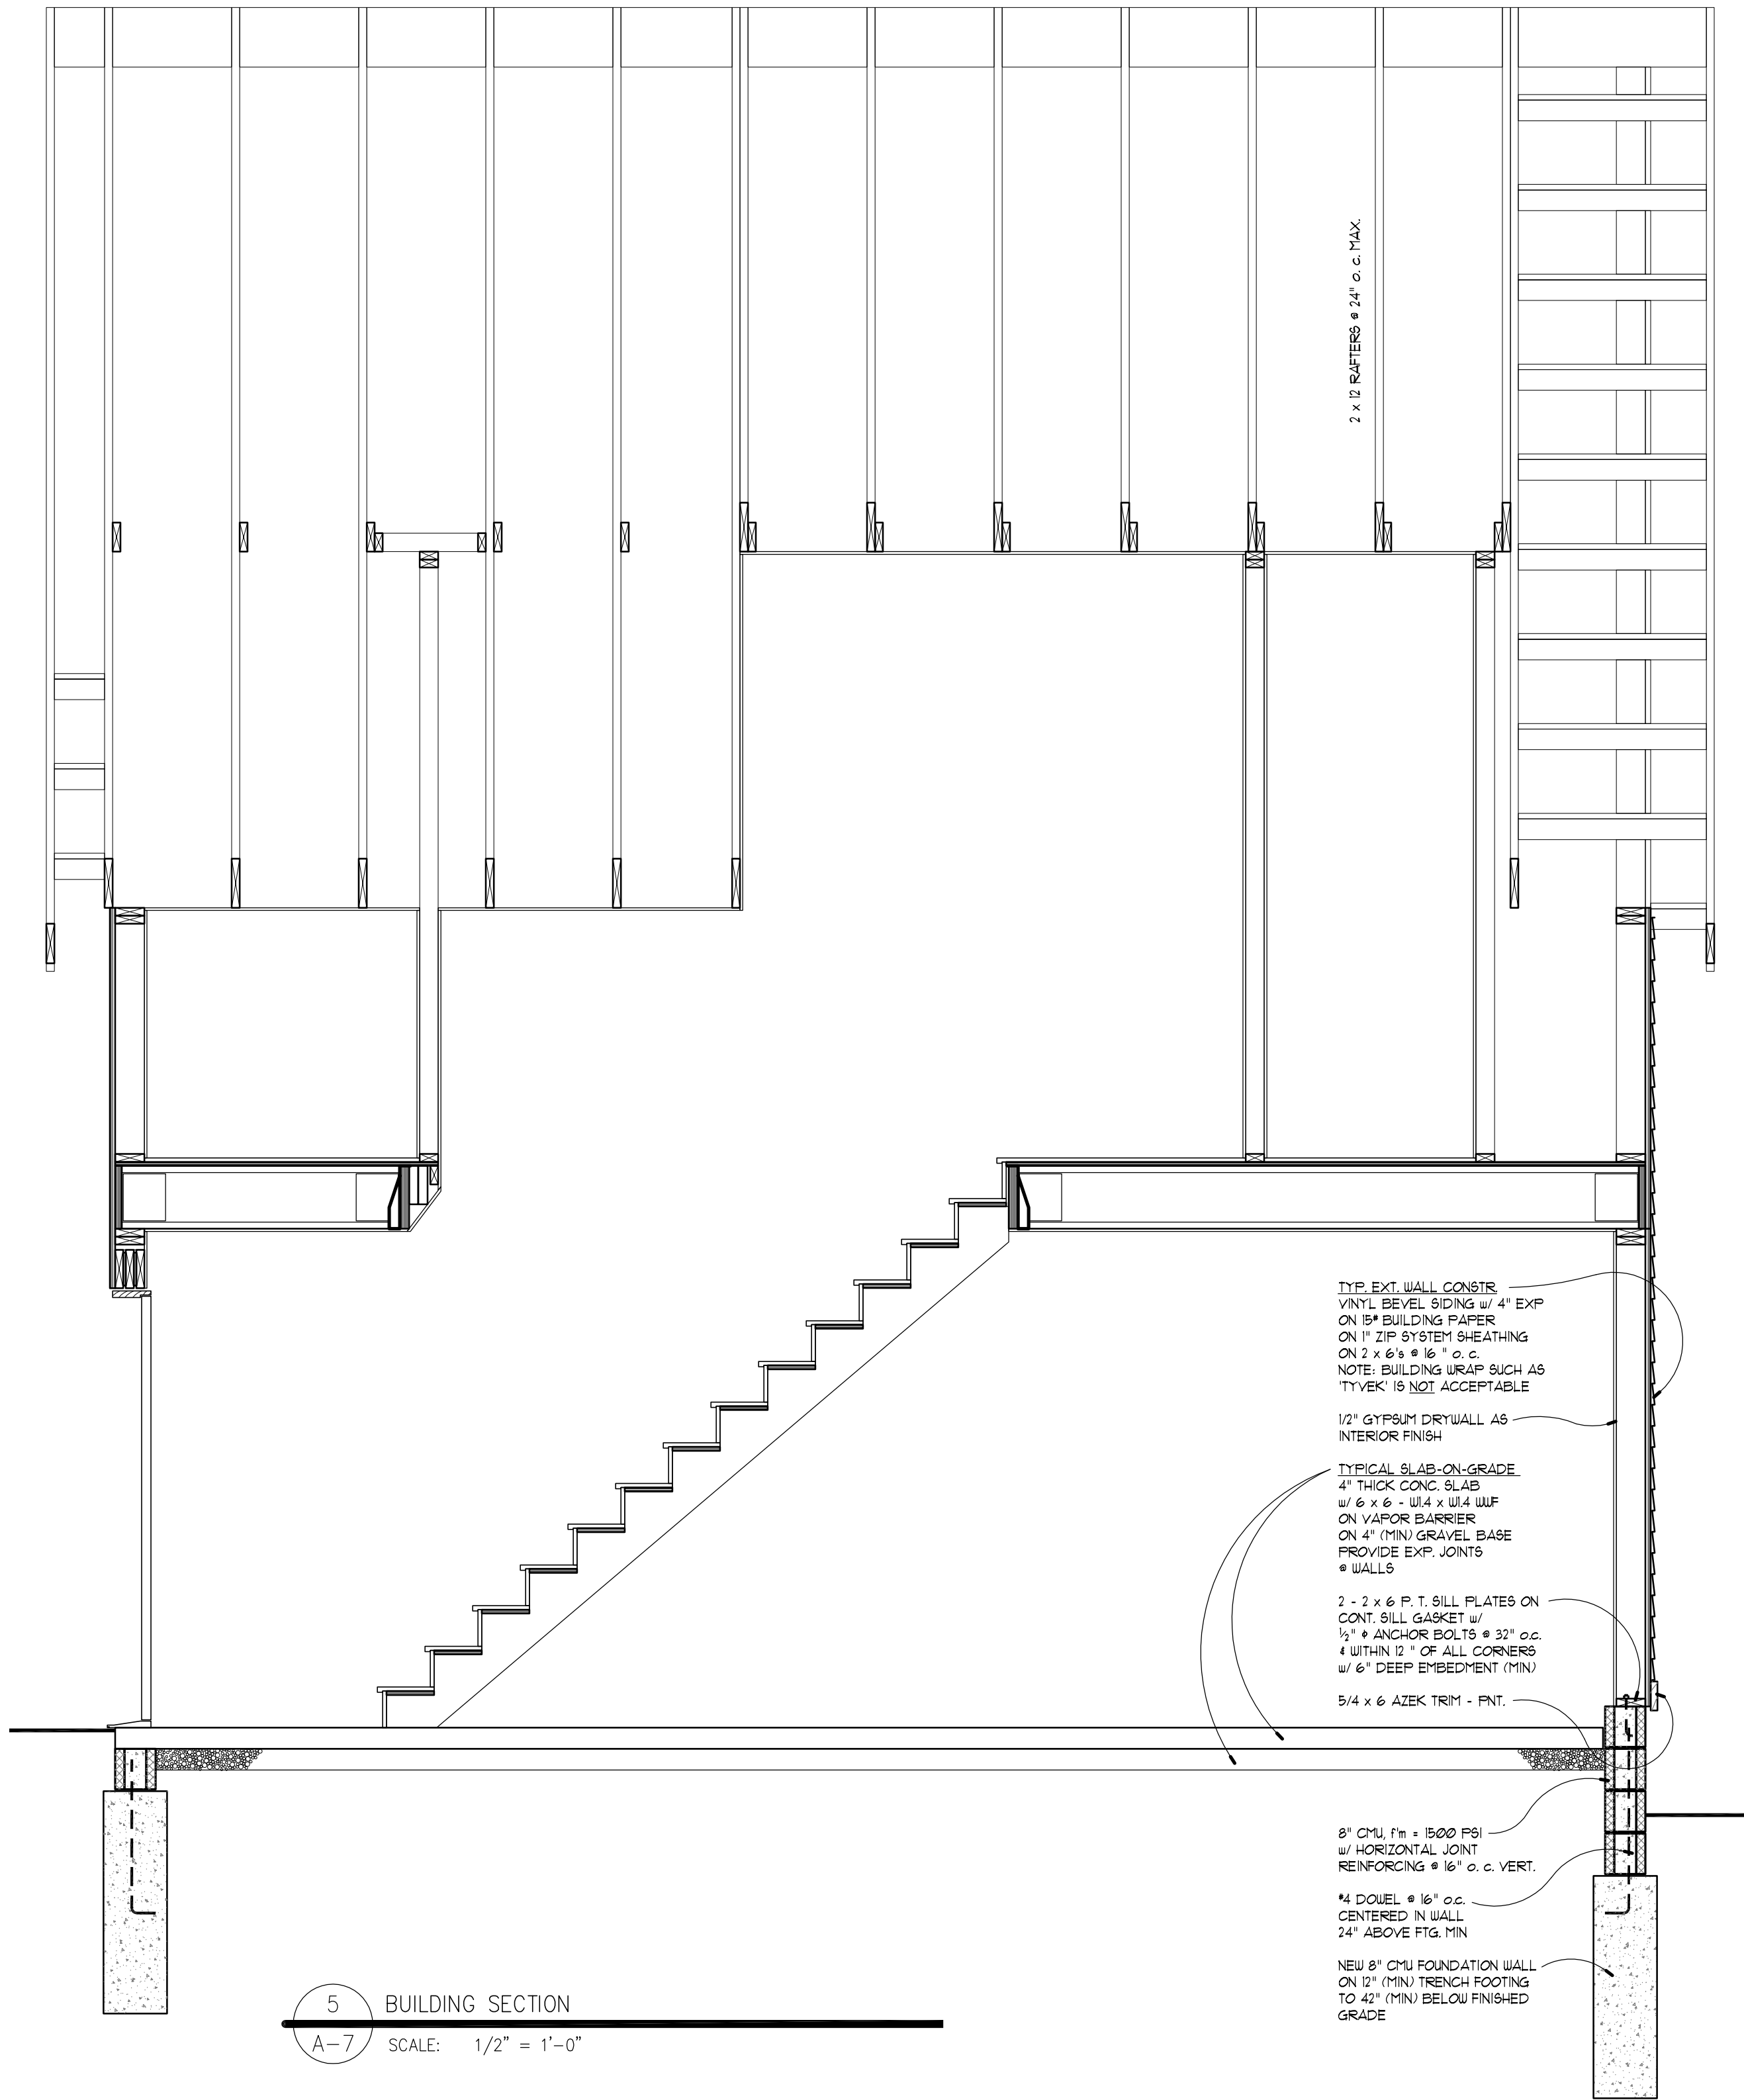 2 x 12 RAFTERS @ 24" o. c. MAX.
TYP. EXT. WALL CONSTR.
VINYL BEVEL SIDING w/ 4" EXP
ON 15# BUILDING PAPER
ON 1" ZIP SYSTEM SHEATHING
ON 2 x 6's @ 16 " o. c.
NOTE: BUILDING WRAP SUCH AS
'TYVEK' IS NOT ACCEPTABLE
1/2" GYPSUM DRYWALL AS
INTERIOR FINISH
TYPICAL SLAB-ON-GRADE
4" THICK CONC. SLAB
w/ 6 x 6 - W1.4 x W1.4 WWF
ON VAPOR BARRIER
ON 4" (MIN) GRAVEL BASE
PROVIDE EXP. JOINTS
@ WALLS
2 - 2 x 6 P. T. SILL PLATES ON
CONT. SILL GASKET w/
½" ϕ ANCHOR BOLTS @ 32" o.c.
& WITHIN 12 " OF ALL CORNERS
w/ 6" DEEP EMBEDMENT (MIN)
5/4 x 6 AZEK TRIM - PNT.
8" CMU, f'm = 1500 PSI
w/ HORIZONTAL JOINT
REINFORCING @ 16" o. c. VERT.
#4 DOWEL @ 16" o.c.
CENTERED IN WALL
24" ABOVE FTG. MIN
NEW 8" CMU FOUNDATION WALL
ON 12" (MIN) TRENCH FOOTING
TO 42" (MIN) BELOW FINISHED
GRADE
5 BUILDING SECTION
A-7 SCALE: 1/2" = 1'-0"